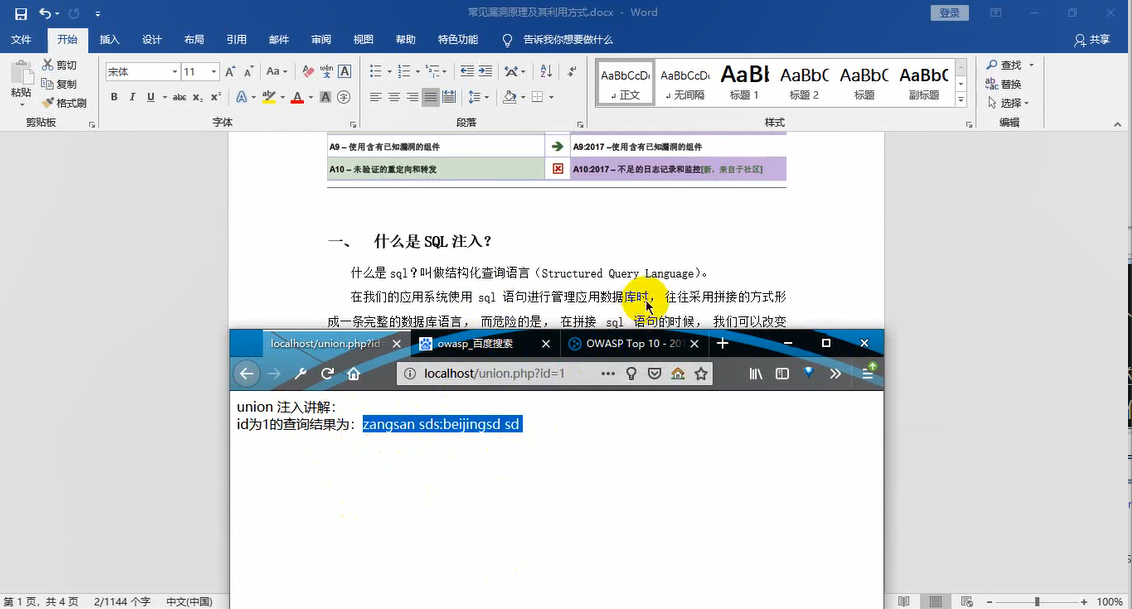 常见漏洞原理及其利用方式.docx - Word
登录
文件 开始 插入 设计 布局 引用 邮件 审阅 视图 帮助 特色功能 告诉我你想要做什么 共享
粘贴 剪切 复制 格式刷
宋体 11
AaBbCcDı AaBbCcDı AaBbl AaBbC AaBbC AaBbC
正文 无间隔 标题 1 标题 2 标题 副标题
查找 替换 选择
剪贴板 字体 段落 样式 编辑
A9 – 使用含有已知漏洞的组件 A9:2017 –使用含有已知漏洞的组件
A10 – 未验证的重定向和转发 A10:2017 – 不足的日志记录和监控[新，来自于社区]
一、 什么是 SQL 注入？
什么是 sql？叫做结构化查询语言（Structured Query Language）。
在我们的应用系统使用 sql 语句进行管理应用数据库时，往往采用拼接的方式形
成一条完整的数据库语言，而危险的是，在拼接 sql 语句的时候，我们可以改变
localhost/union.php?id= owasp_百度搜索 OWASP Top 10 - 201
localhost/union.php?id=1
union 注入讲解：
id为1的查询结果为：zangsan sds:beijingsd sd
第 1 页，共 4 页 2/1144 个字 中文(中国) 100%